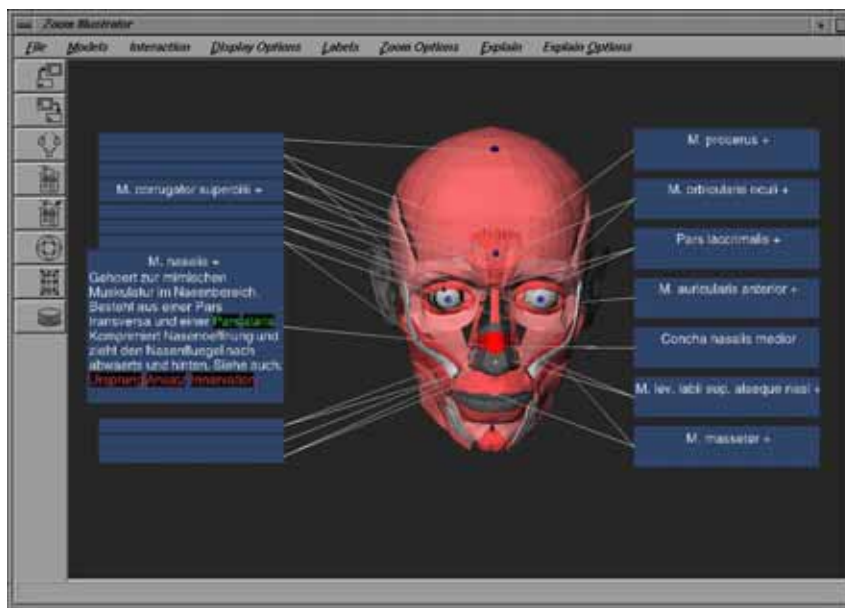 Zoom Illustrator
File Models Interaction Display Options Labels Zoom Options Explain Explain Options
M. corrugator supercilii +
M. nasalis +
Gehoert zur mimischen
Muskulatur im Nasenbereich.
Besteht aus einer Pars
transversa und einer Pars alaris.
Komprimiert Nasenoeffnung und
zieht den Nasenfluegel nach
abwaerts und hinten. Siehe auch:
Ursprung Ansatz Innervation
M. procerus +
M. orbicularis oculi +
Pars lacrimalis +
M. auricularis anterior +
Concha nasalis medior
M. lev. labii sup. alaeque nasi +
M. masseter +